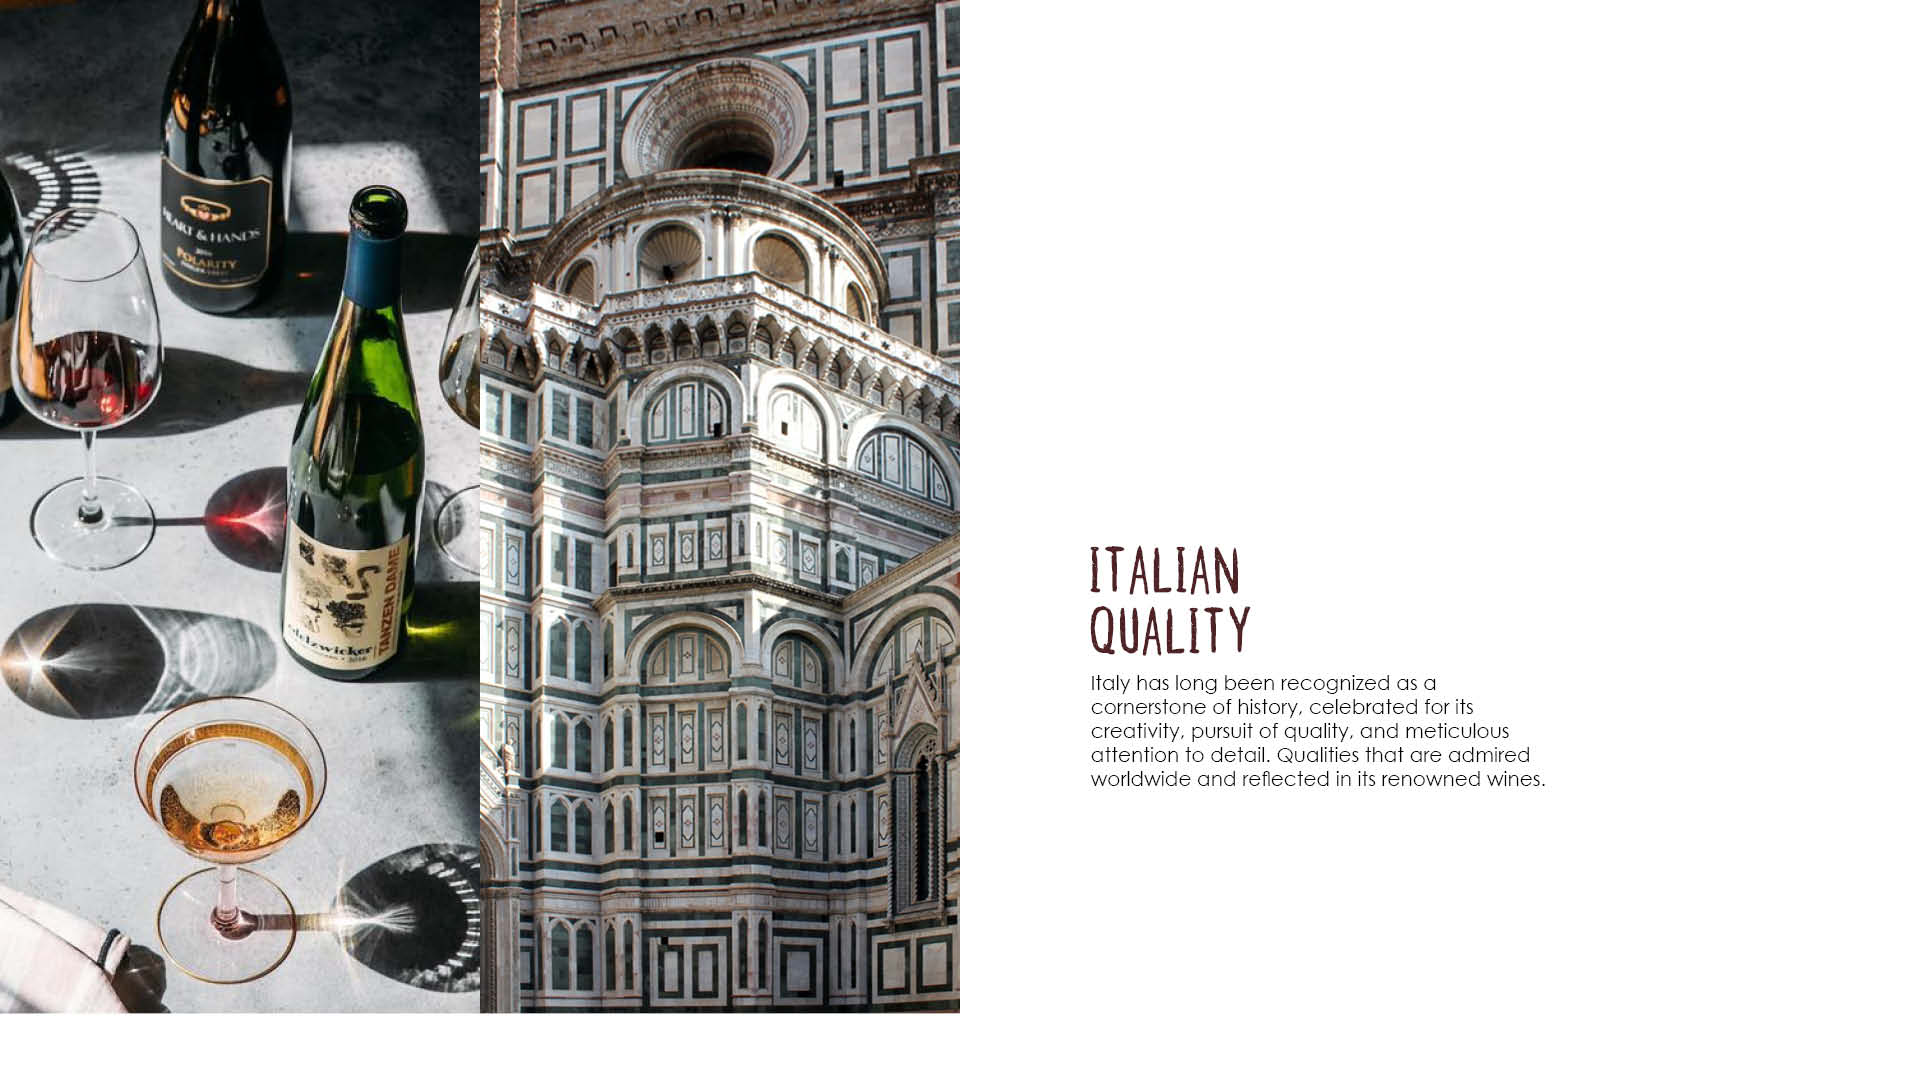 HEART & HANDS
POLARITY
edelzwicker
TANZEN DAME
ITALIAN
QUALITY
Italy has long been recognized as a
cornerstone of history, celebrated for its
creativity, pursuit of quality, and meticulous
attention to detail. Qualities that are admired
worldwide and reflected in its renowned wines.